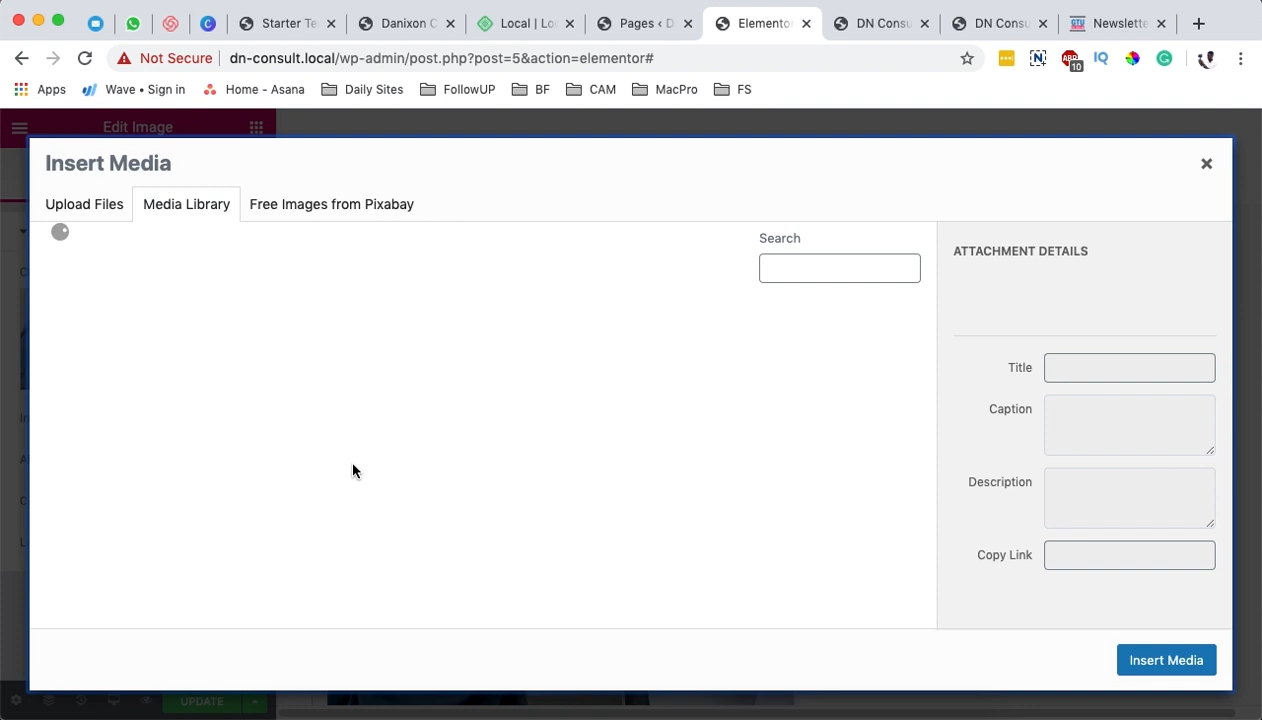 Starter Te
Danixon C
Local | Lo
Pages ‹ D
Elemento
DN Consu
DN Consu
Newslette
Not Secure
dn-consult.local/wp-admin/post.php?post=5&action=elementor#
10
Apps
Wave • Sign in
Home - Asana
Daily Sites
FollowUP
BF
CAM
MacPro
FS
Edit Image
Insert Media
Upload Files
Media Library
Free Images from Pixabay
Search
ATTACHMENT DETAILS
Title
Caption
Description
Copy Link
Insert Media
UPDATE